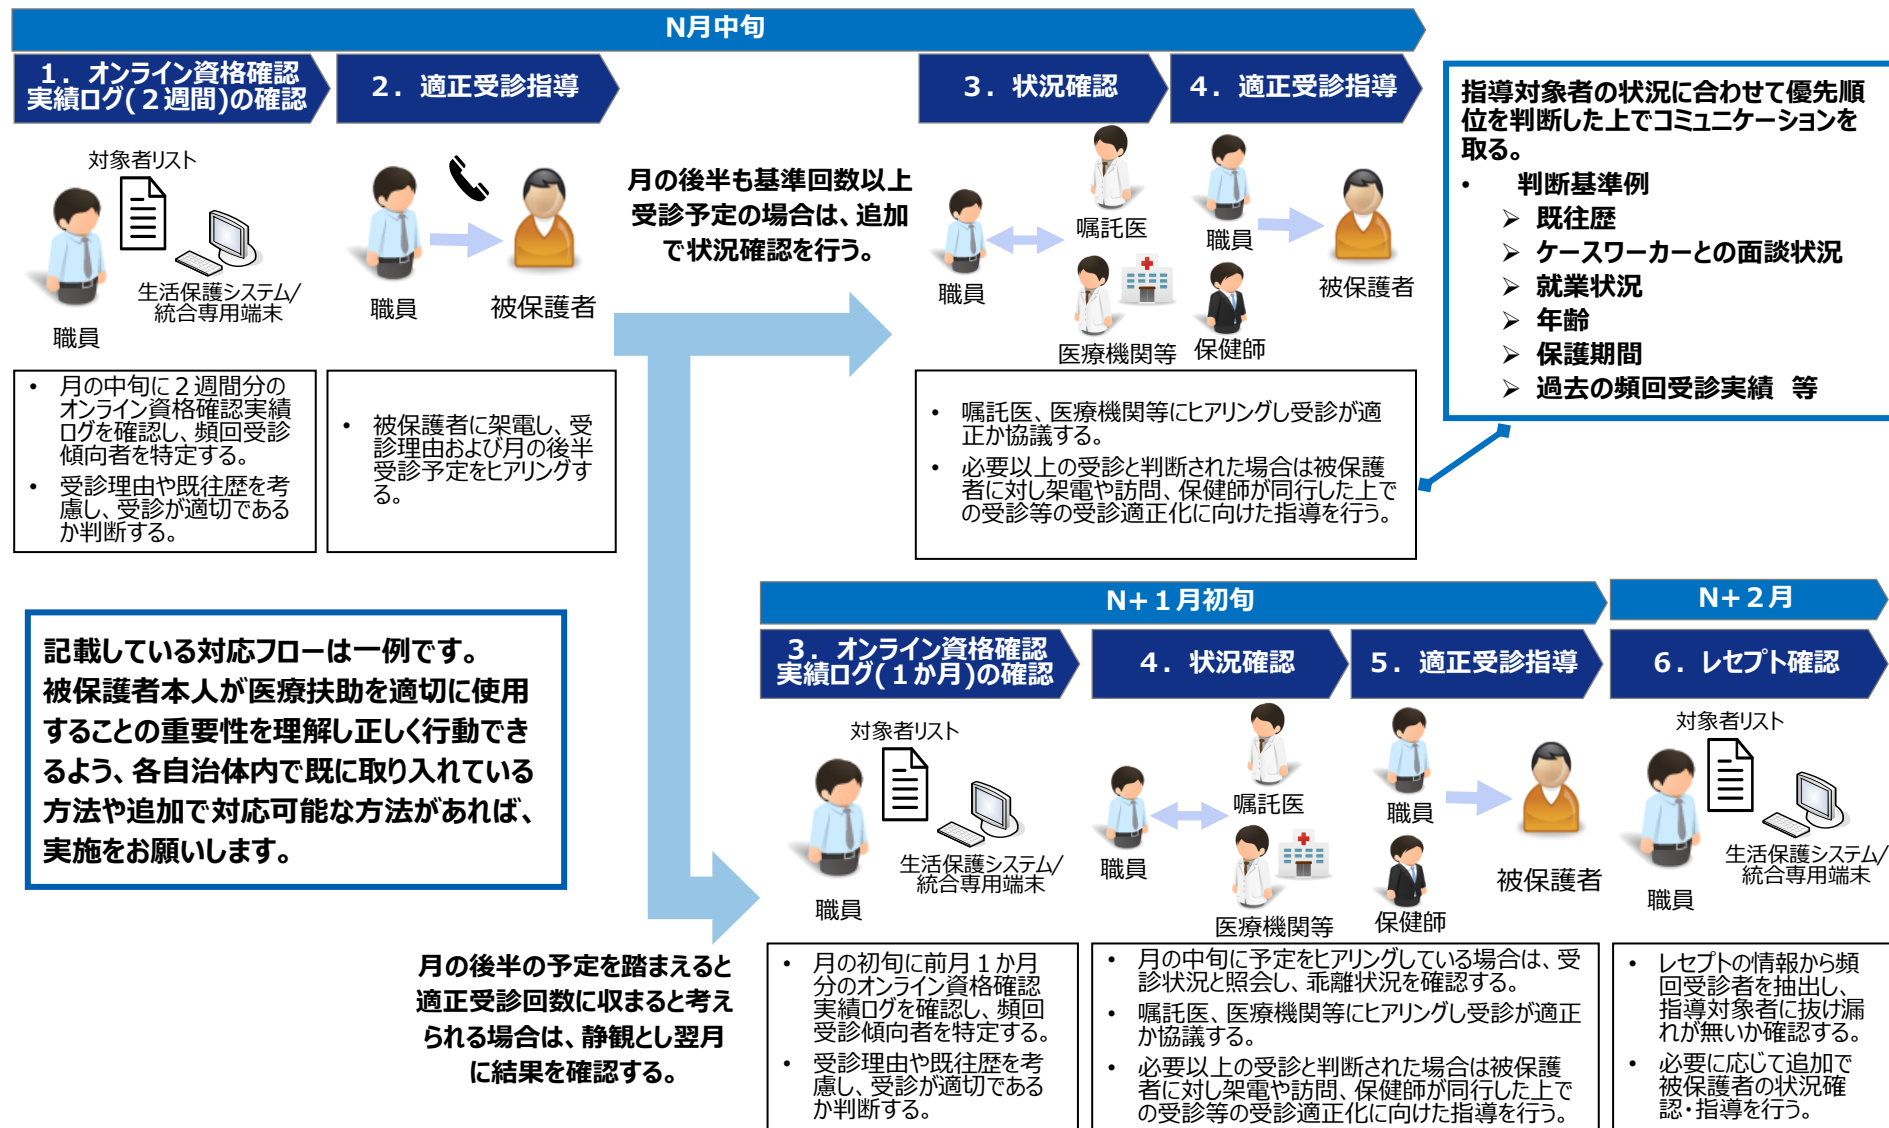 N月中旬
1．オンライン資格確認
実績ログ(２週間)の確認
2．適正受診指導
3．状況確認
4．適正受診指導
対象者リスト
生活保護システム/
統合専用端末
職員
職員
被保護者
月の後半も基準回数以上
受診予定の場合は、追加
で状況確認を行う。
職員
嘱託医
医療機関等
職員
保健師
被保護者
指導対象者の状況に合わせて優先順
位を判断した上でコミュニケーションを
取る。
• 判断基準例
➢ 既往歴
➢ ケースワーカーとの面談状況
➢ 就業状況
➢ 年齢
➢ 保護期間
➢ 過去の頻回受診実績　等
• 月の中旬に２週間分の
オンライン資格確認実績
ログを確認し、頻回受診
傾向者を特定する。
• 受診理由や既往歴を考
慮し、受診が適切である
か判断する。
• 被保護者に架電し、受
診理由および月の後半
受診予定をヒアリングす
る。
• 嘱託医、医療機関等にヒアリングし受診が適
正か協議する。
• 必要以上の受診と判断された場合は被保護
者に対し架電や訪問、保健師が同行した上で
の受診等の受診適正化に向けた指導を行う。
記載している対応フローは一例です。
被保護者本人が医療扶助を適切に使用
することの重要性を理解し正しく行動でき
るよう、各自治体内で既に取り入れている
方法や追加で対応可能な方法があれば、
実施をお願いします。
N+１月初旬
N+２月
3．オンライン資格確認
実績ログ(１か月)の確認
4．状況確認
5．適正受診指導
6．レセプト確認
対象者リスト
生活保護システム/
統合専用端末
職員
職員
嘱託医
医療機関等
職員
保健師
被保護者
対象者リスト
生活保護システム/
統合専用端末
職員
月の後半の予定を踏まえると
適正受診回数に収まると考え
られる場合は、静観とし翌月
に結果を確認する。
• 月の初旬に前月１か月
分のオンライン資格確認
実績ログを確認し、頻回
受診傾向者を特定する。
• 受診理由や既往歴を考
慮し、受診が適切である
か判断する。
• 月の中旬に予定をヒアリングしている場合は、受
診状況と照会し、乖離状況を確認する。
• 嘱託医、医療機関等にヒアリングし受診が適正
か協議する。
• 必要以上の受診と判断された場合は被保護
者に対し架電や訪問、保健師が同行した上で
の受診等の受診適正化に向けた指導を行う。
• レセプトの情報から頻
回受診者を抽出し、
指導対象者に抜け漏
れが無いか確認する。
• 必要に応じて追加で
被保護者の状況確
認・指導を行う。